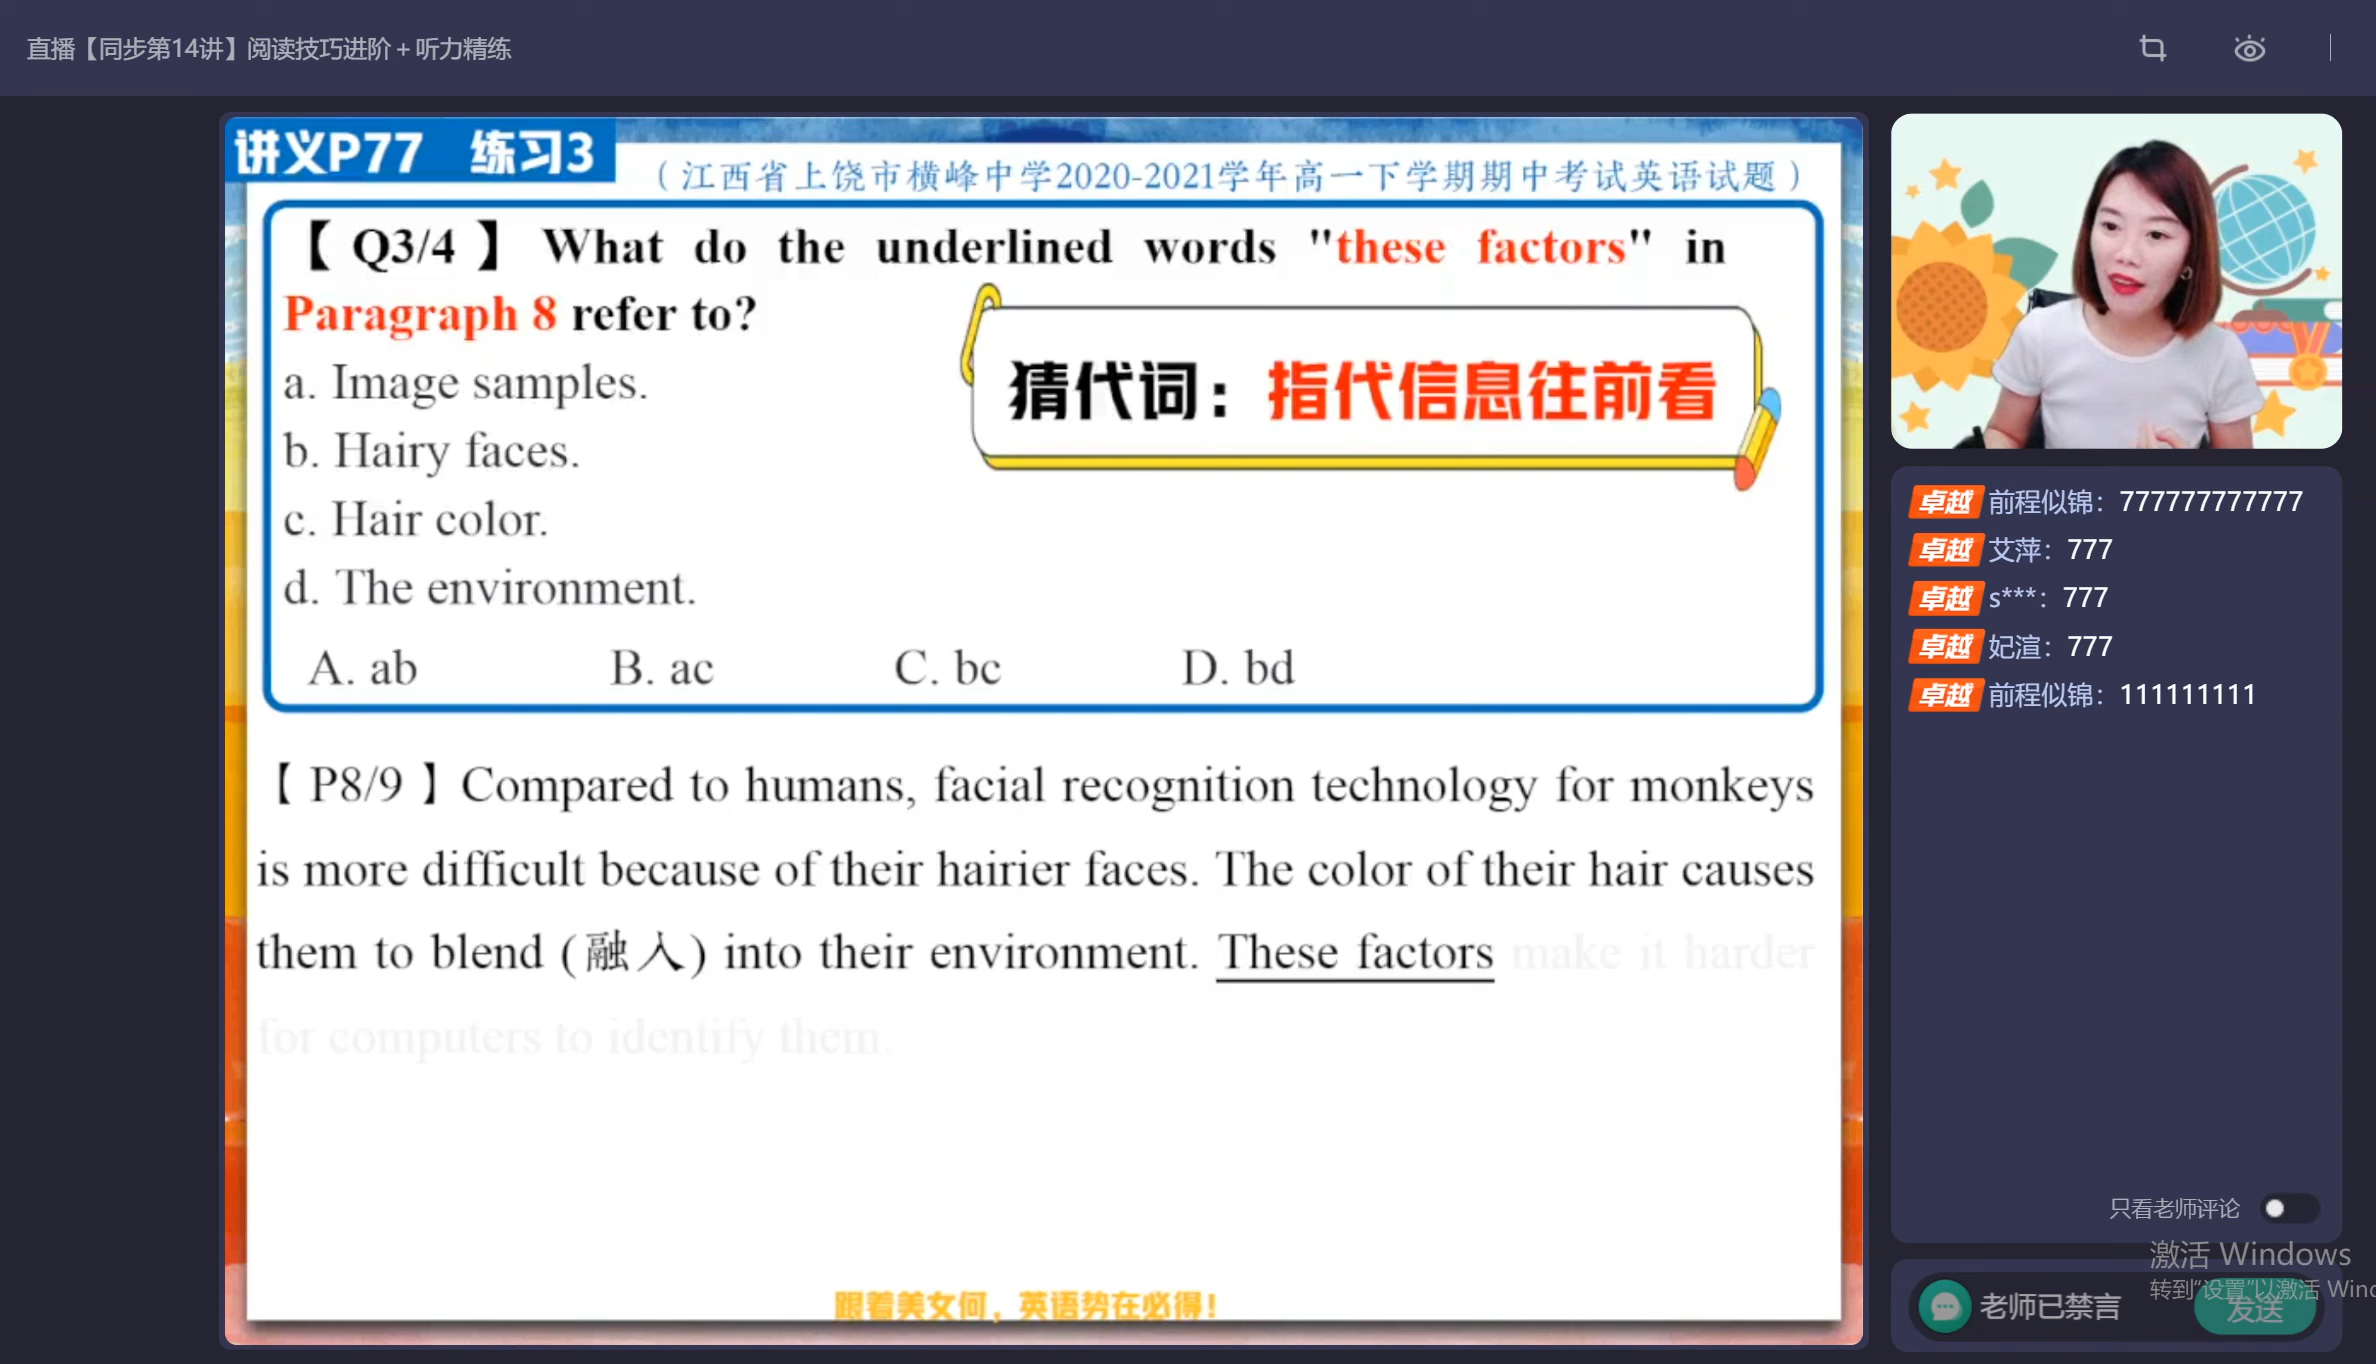 直播【同步第14讲】阅读技巧进阶＋听力精练
讲义P77 练习3
（江西省上饶市横峰中学2020-2021学年高一下学期期中考试英语试题）
【 Q3/4 】 What do the underlined words "these factors" in
Paragraph 8 refer to?
a. Image samples.
b. Hairy faces.
c. Hair color.
d. The environment.
猜代词：指代信息往前看
A. ab B. ac C. bc D. bd
【 P8/9 】Compared to humans, facial recognition technology for monkeys
is more difficult because of their hairier faces. The color of their hair causes
them to blend (融入) into their environment. These factors make it harder
for computers to identify them.
跟着美女何，英语势在必得！
卓越 前程似锦：777777777777
卓越 艾萍：777
卓越 s***：777
卓越 妃渲：777
卓越 前程似锦：111111111
只看老师评论
激活 Windows
转到"设置"以激活 Winc
老师已禁言
发送